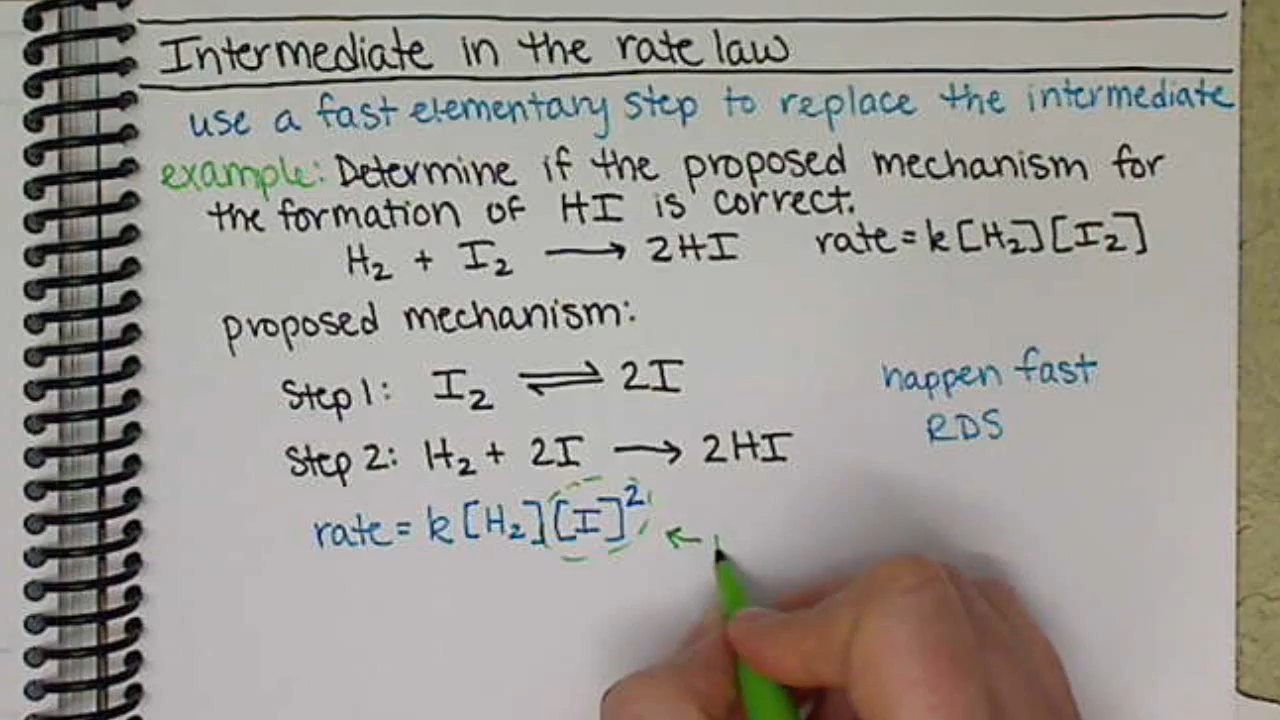 Intermediate in the rate law
use a fast elementary step to replace the intermediate
example: Determine if the proposed mechanism for
the formation of HI is correct.
H₂ + I₂ ⟶ 2HI rate = k[H₂][I₂]
proposed mechanism:
Step 1: I₂ ⇌ 2I happen fast
Step 2: H₂ + 2I ⟶ 2HI RDS
rate = k[H₂][I]² ←